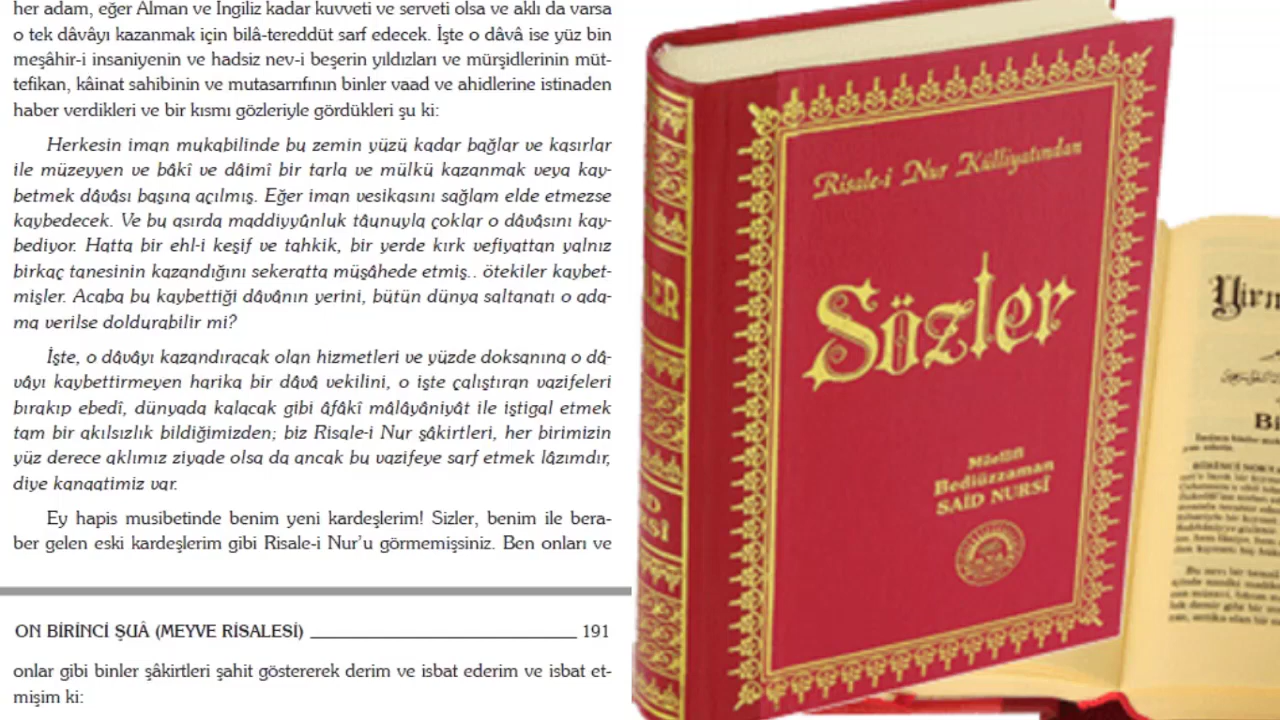 her adam, eğer Alman ve İngiliz kadar kuvveti ve serveti olsa ve aklı da varsa
o tek dâvâyı kazanmak için bilâ-tereddüt sarf edecek. İşte o dâvâ ise yüz bin
meşâhir-i insaniyenin ve hadsiz nev-i beşerin yıldızları ve mürşidlerinin müt-
tefikan, kâinat sahibinin ve mutasarrıfının binler vaad ve ahidlerine istinaden
haber verdikleri ve bir kısmı gözleriyle gördükleri şu ki:
Herkesin iman mukabilinde bu zemin yüzü kadar bağlar ve kasırlar
ile müzeyyen ve bâkî ve dâimî bir tarla ve mülkü kazanmak veya kay-
betmek dâvâsı başına açılmış. Eğer iman vesikasını sağlam elde etmezse
kaybedecek. Ve bu asırda maddiyyûnluk tâunuyla çoklar o dâvâsını kay-
bediyor. Hatta bir ehl-i keşif ve tahkik, bir yerde kırk vefiyattan yalnız
birkaç tanesinin kazandığını sekeratta müşâhede etmiş.. ötekiler kaybet-
mişler. Acaba bu kaybettiği dâvânın yerini, bütün dünya saltanatı o ada-
ma verilse doldurabilir mi?
İşte, o dâvâyı kazandıracak olan hizmetleri ve yüzde doksanına o dâ-
vâyı kaybettirmeyen harika bir dâvâ vekilini, o işte çalıştıran vazifeleri
bırakıp ebedî, dünyada kalacak gibi âfâkî mâlâyâniyât ile iştigal etmek
tam bir akılsızlık bildiğimizden; biz Risale-i Nur şâkirtleri, her birimizin
yüz derece aklımız ziyade olsa da ancak bu vazifeye sarf etmek lâzımdır,
diye kanaatimiz var.
Ey hapis musibetinde benim yeni kardeşlerim! Sizler, benim ile bera-
ber gelen eski kardeşlerim gibi Risale-i Nur'u görmemişsiniz. Ben onları ve
ON BİRİNCİ ŞUÂ (MEYVE RİSALESİ) 191
onlar gibi binler şâkirtleri şahit göstererek derim ve isbat ederim ve isbat et-
mişim ki:
Risale-i Nur Külliyatından
Sözler
Müellifi
Bediüzzaman
SAİD NURSÎ